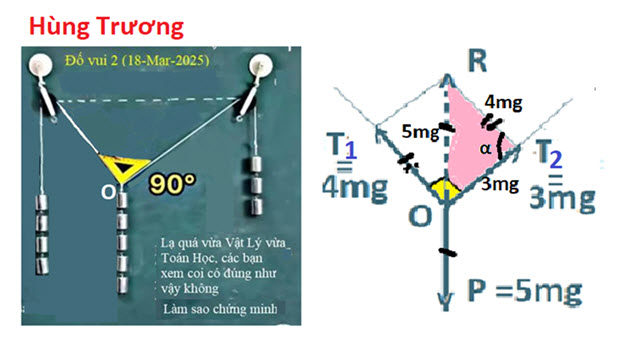 Hùng Trương
Đố vui 2 (18-Mar-2025)
O
90°
Lạ quá vừa Vật Lý vừa
Toán Học, các bạn
xem coi có đúng như
vậy không
Làm sao chứng minh
R
4mg
5mg
α
T1
=
4mg
T2
=
3mg
3mg
O
P =5mg